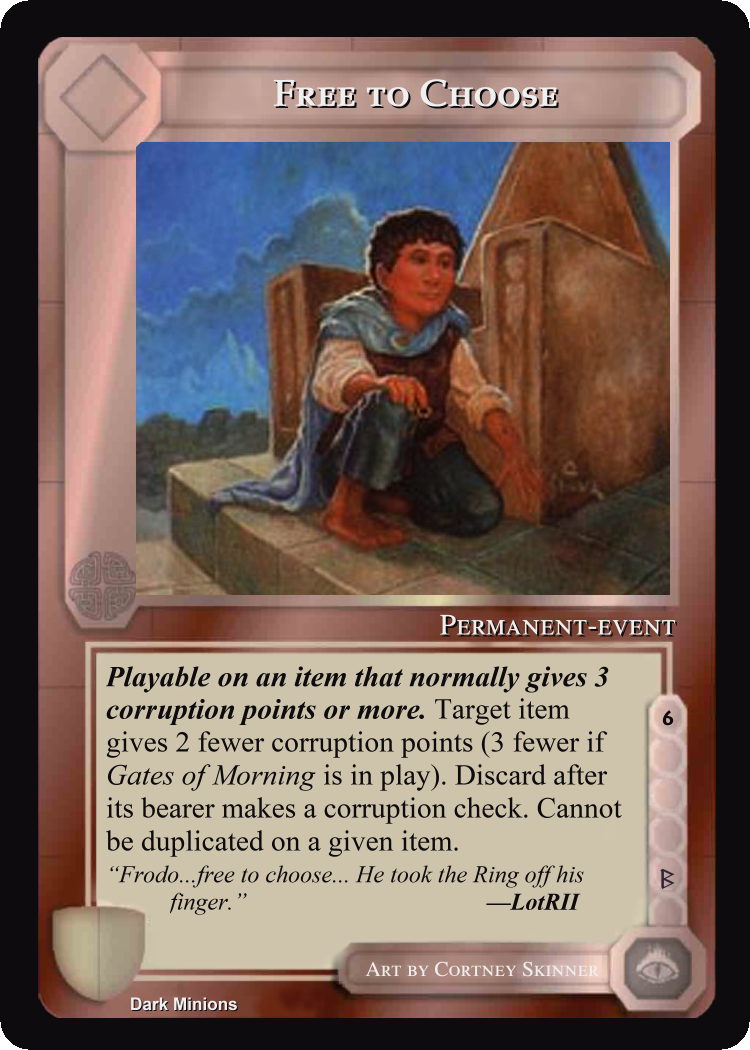 Free to Choose
Permanent-event
Playable on an item that normally gives 3
corruption points or more. Target item
gives 2 fewer corruption points (3 fewer if
Gates of Morning is in play). Discard after
its bearer makes a corruption check. Cannot
be duplicated on a given item.
“Frodo...free to choose... He took the Ring off his
finger.” —LotRII
6
ᛒ
Art by Cortney Skinner
Dark Minions